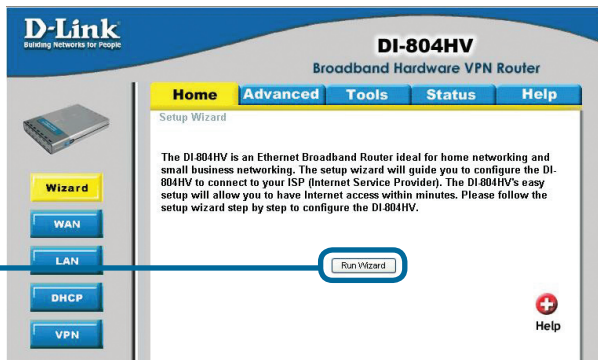 D-Link
Building Networks for People
DI-804HV
Broadband Hardware VPN Router
Home Advanced Tools Status Help
Setup Wizard
The DI-804HV is an Ethernet Broadband Router ideal for home networking and
small business networking. The setup wizard will guide you to configure the DI-
804HV to connect to your ISP (Internet Service Provider). The DI-804HV's easy
setup will allow you to have Internet access within minutes. Please follow the
setup wizard step by step to configure the DI-804HV.
Wizard
WAN
LAN
DHCP
VPN
Run Wizard
Help